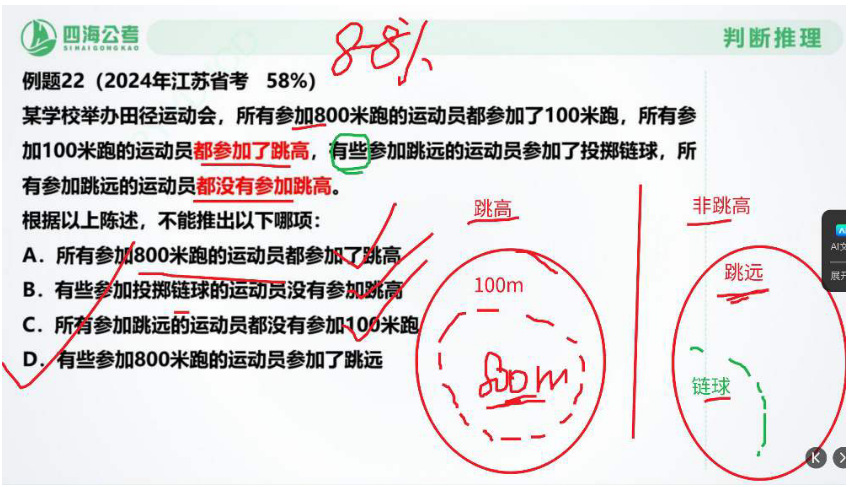 四海公考
SIHAIGONGKAO
判断推理
88%
例题22（2024年江苏省考 58%）
某学校举办田径运动会，所有参加800米跑的运动员都参加了100米跑，所有参
加100米跑的运动员都参加了跳高，有些参加跳远的运动员参加了投掷链球，所
有参加跳远的运动员都没有参加跳高。
根据以上陈述，不能推出以下哪项：
A．所有参加800米跑的运动员都参加了跳高
B．有些参加投掷链球的运动员没有参加跳高
C．所有参加跳远的运动员都没有参加100米跑
D．有些参加800米跑的运动员参加了跳远
跳高
100m
800m
非跳高
跳远
链球
展开